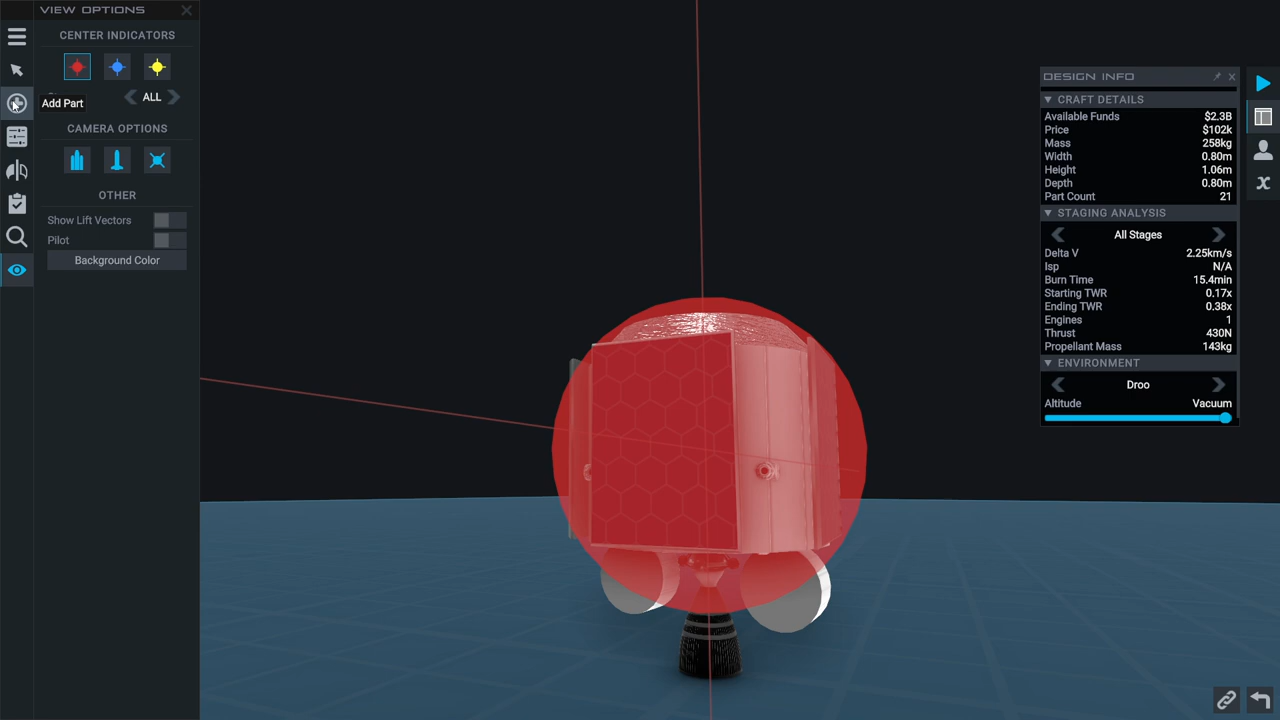 VIEW OPTIONS
CENTER INDICATORS
ALL
Add Part
CAMERA OPTIONS
OTHER
Show Lift Vectors
Pilot
Background Color
DESIGN INFO
CRAFT DETAILS
Available Funds $2.3B
Price $102k
Mass 258kg
Width 0.80m
Height 1.06m
Depth 0.80m
Part Count 21
STAGING ANALYSIS
All Stages
Delta V 2.25km/s
Isp N/A
Burn Time 15.4min
Starting TWR 0.17x
Ending TWR 0.38x
Engines 1
Thrust 430N
Propellant Mass 143kg
ENVIRONMENT
Droo
Altitude Vacuum